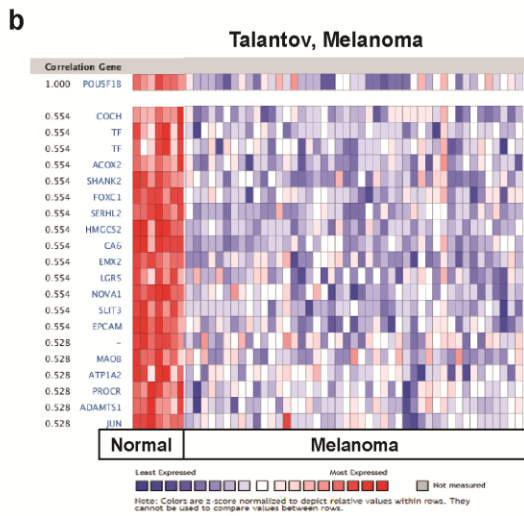 b
Talantov, Melanoma
Correlation Gene
1.000 POU5F1B
0.554 COCH
0.554 TF
0.554 TF
0.554 ACOX2
0.554 SHANK2
0.554 FOXC1
0.554 SERHL2
0.554 HMGCS2
0.554 CA6
0.554 EMX2
0.554 LGR5
0.554 NOVA1
0.554 SLIT3
0.554 EPCAM
0.528 -
0.528 MAOB
0.528 ATP1A2
0.528 PROCR
0.528 ADAMTS1
0.528 JUN
Normal Melanoma
Least Expressed Most Expressed
Not measured
Note: Colors are z-score normalized to depict relative values within rows. They
cannot be used to compare values between rows.